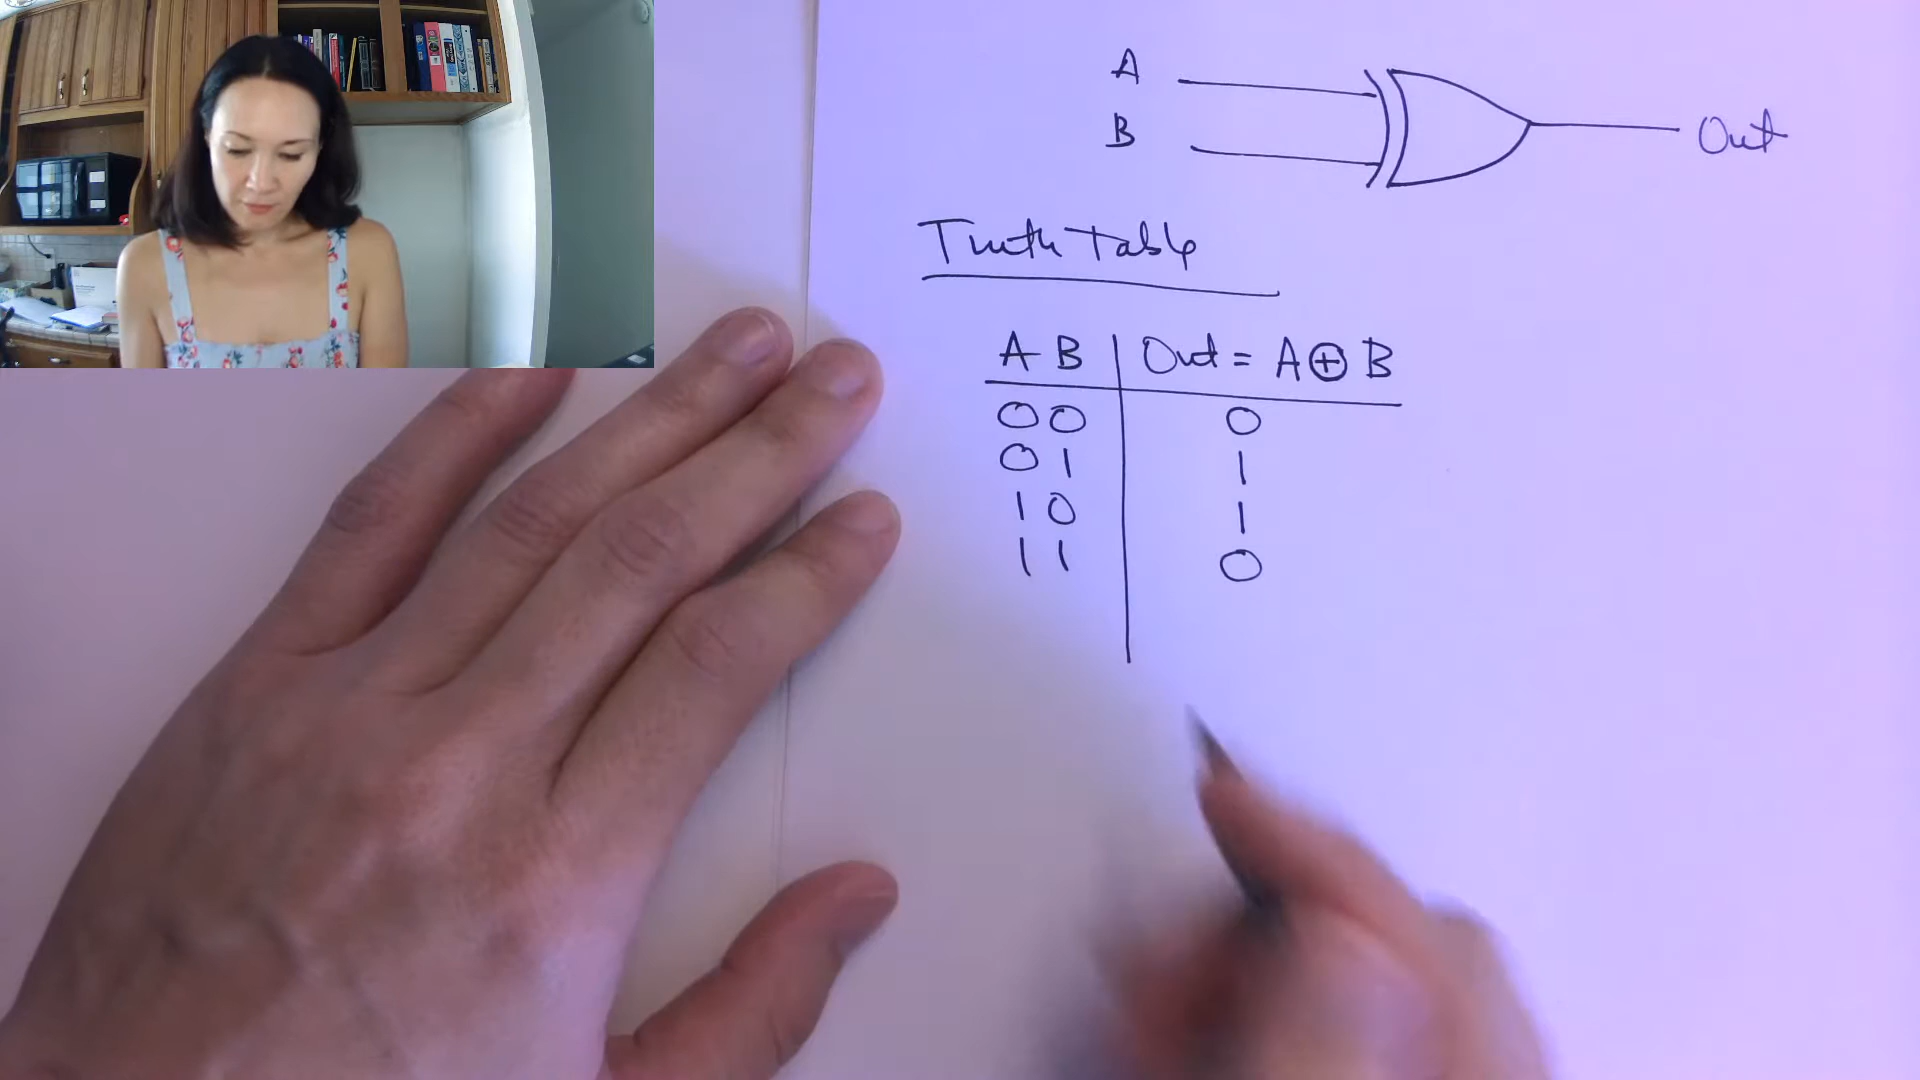 A
B
Out
Truth Table
A B Out = A ⊕ B
0 0 0
0 1 1
1 0 1
1 1 0